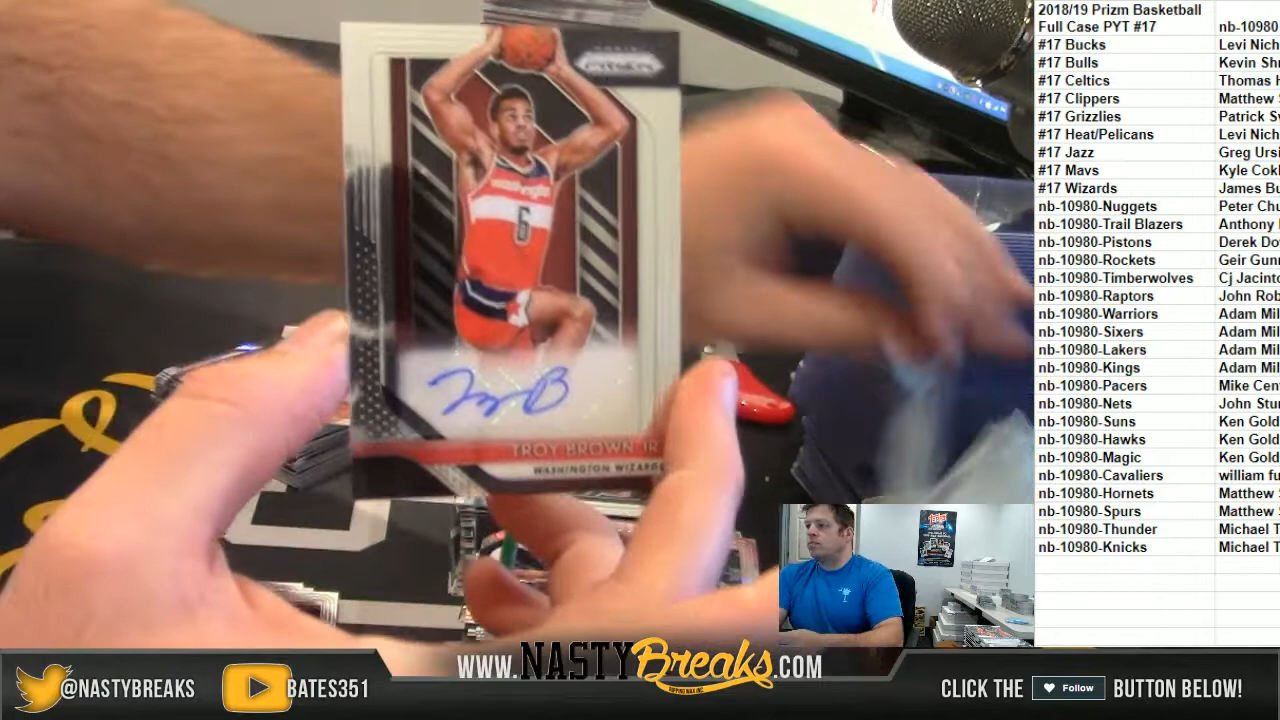 PRIZM
WIZARDS
6
TROY BROWN JR
WASHINGTON WIZARDS
2018/19 Prizm Basketball
Full Case PYT #17 nb-10980
#17 Bucks Levi Nich
#17 Bulls Kevin Shr
#17 Celtics Thomas H
#17 Clippers Matthew S
#17 Grizzlies Patrick Sv
#17 Heat/Pelicans Levi Nich
#17 Jazz Greg Ursi
#17 Mavs Kyle Cokl
#17 Wizards James Bu
nb-10980-Nuggets Peter Chu
nb-10980-Trail Blazers Anthony
nb-10980-Pistons Derek Do
nb-10980-Rockets Geir Gunn
nb-10980-Timberwolves Cj Jacinto
nb-10980-Raptors John Rob
nb-10980-Warriors Adam Mil
nb-10980-Sixers Adam Mil
nb-10980-Lakers Adam Mil
nb-10980-Kings Adam Mil
nb-10980-Pacers Mike Cen
nb-10980-Nets John Stu
nb-10980-Suns Ken Gold
nb-10980-Hawks Ken Gold
nb-10980-Magic Ken Gold
nb-10980-Cavaliers william fu
nb-10980-Hornets Matthew
nb-10980-Spurs Matthew
nb-10980-Thunder Michael T
nb-10980-Knicks Michael T
@NASTYBREAKS
BATES351
WWW.NASTYBreaks.COM
RIPPING WAX INC
CLICK THE Follow BUTTON BELOW!